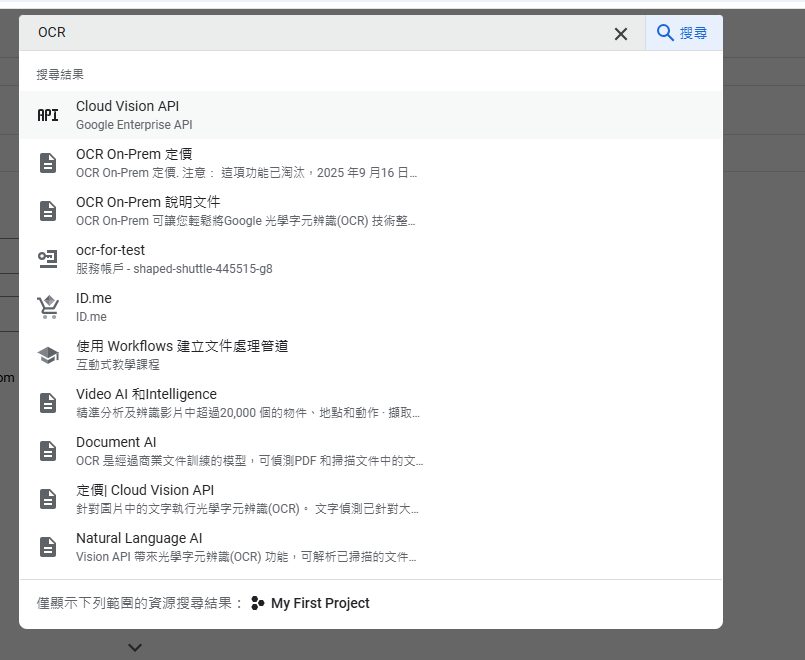 OCR
搜尋
搜尋結果
API
Cloud Vision API
Google Enterprise API
OCR On-Prem 定價
OCR On-Prem 定價. 注意： 這項功能已淘汰，2025 年9 月16 日...
OCR On-Prem 說明文件
OCR On-Prem 可讓您輕鬆將Google 光學字元辨識(OCR) 技術整...
ocr-for-test
服務帳戶 - shaped-shuttle-445515-g8
ID.me
ID.me
使用 Workflows 建立文件處理管道
互動式教學課程
om
Video AI 和Intelligence
精準分析及辨識影片中超過20,000 個的物件、地點和動作 · 擷取...
Document AI
OCR 是經過商業文件訓練的模型，可偵測PDF 和掃描文件中的文...
定價| Cloud Vision API
針對圖片中的文字執行光學字元辨識(OCR)。 文字偵測已針對大...
Natural Language AI
Vision API 帶來光學字元辨識(OCR) 功能，可解析已掃描的文件...
僅顯示下列範圍的資源搜尋結果： My First Project